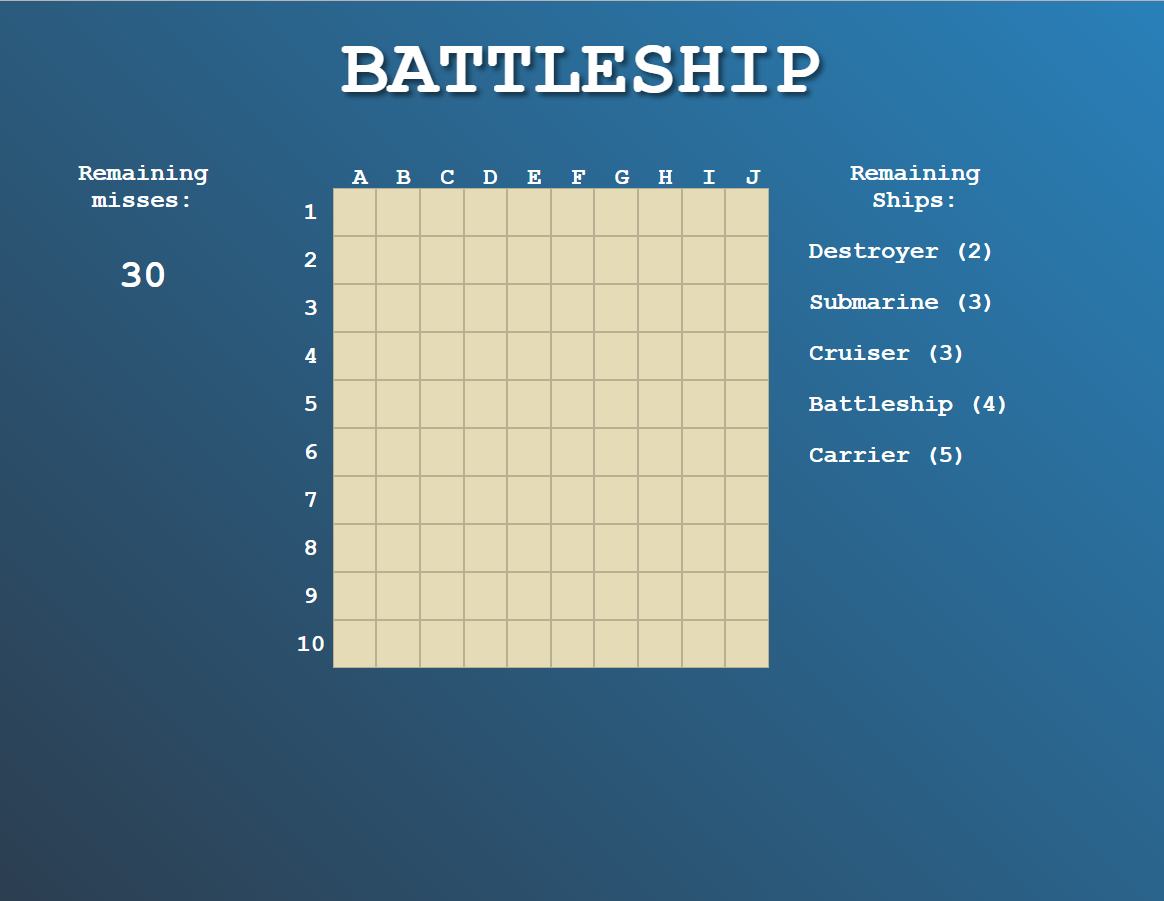 BATTLESHIP
Remaining
misses:
30
A B C D E F G H I J
1
2
3
4
5
6
7
8
9
10
Remaining
Ships:
Destroyer (2)
Submarine (3)
Cruiser (3)
Battleship (4)
Carrier (5)